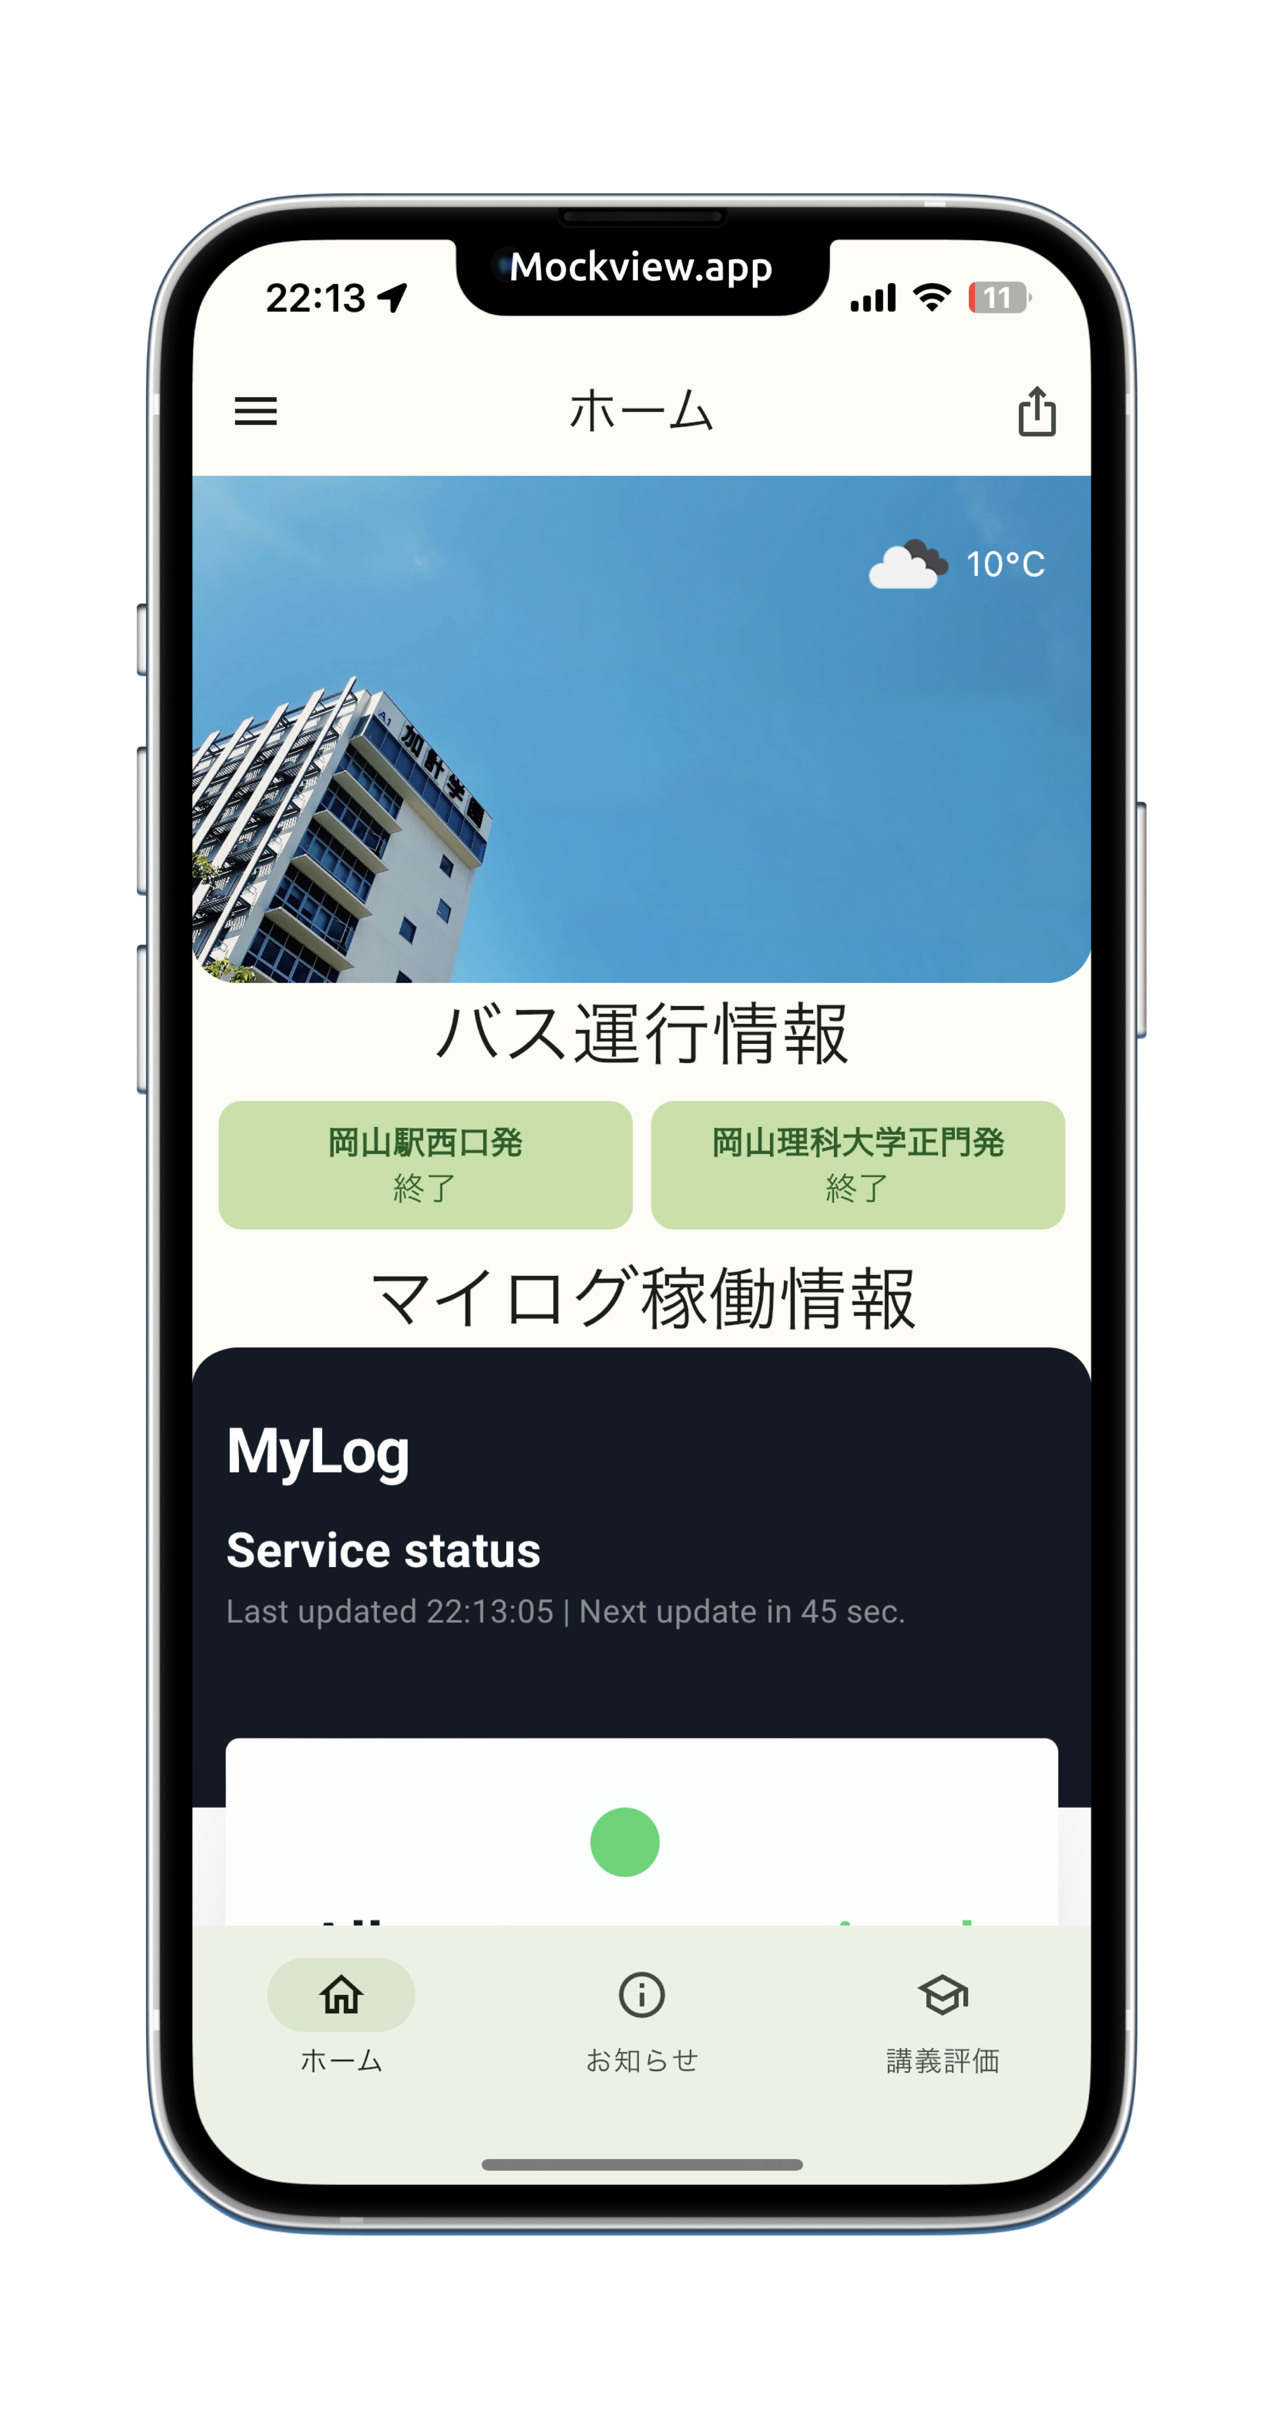 Mockview.app
22:13
11
ホーム
10°C
A1 加計学園
バス運行情報
岡山駅西口発
終了
岡山理科大学正門発
終了
マイログ稼働情報
MyLog
Service status
Last updated 22:13:05 | Next update in 45 sec.
ホーム
お知らせ
講義評価